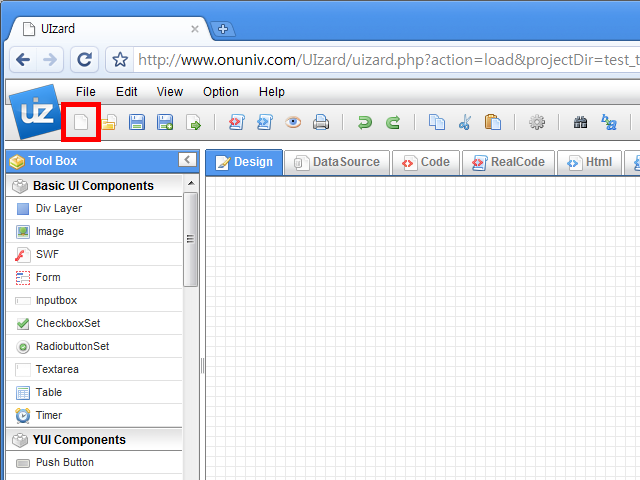 UIzard
http://www.onuniv.com/UIzard/uizard.php?action=load&projectDir=test_t
File Edit View Option Help
UIZ
Tool Box
Design DataSource Code RealCode Html
Basic UI Components
Div Layer
Image
SWF
Form
Inputbox
CheckboxSet
RadiobuttonSet
Textarea
Table
Timer
YUI Components
Push Button